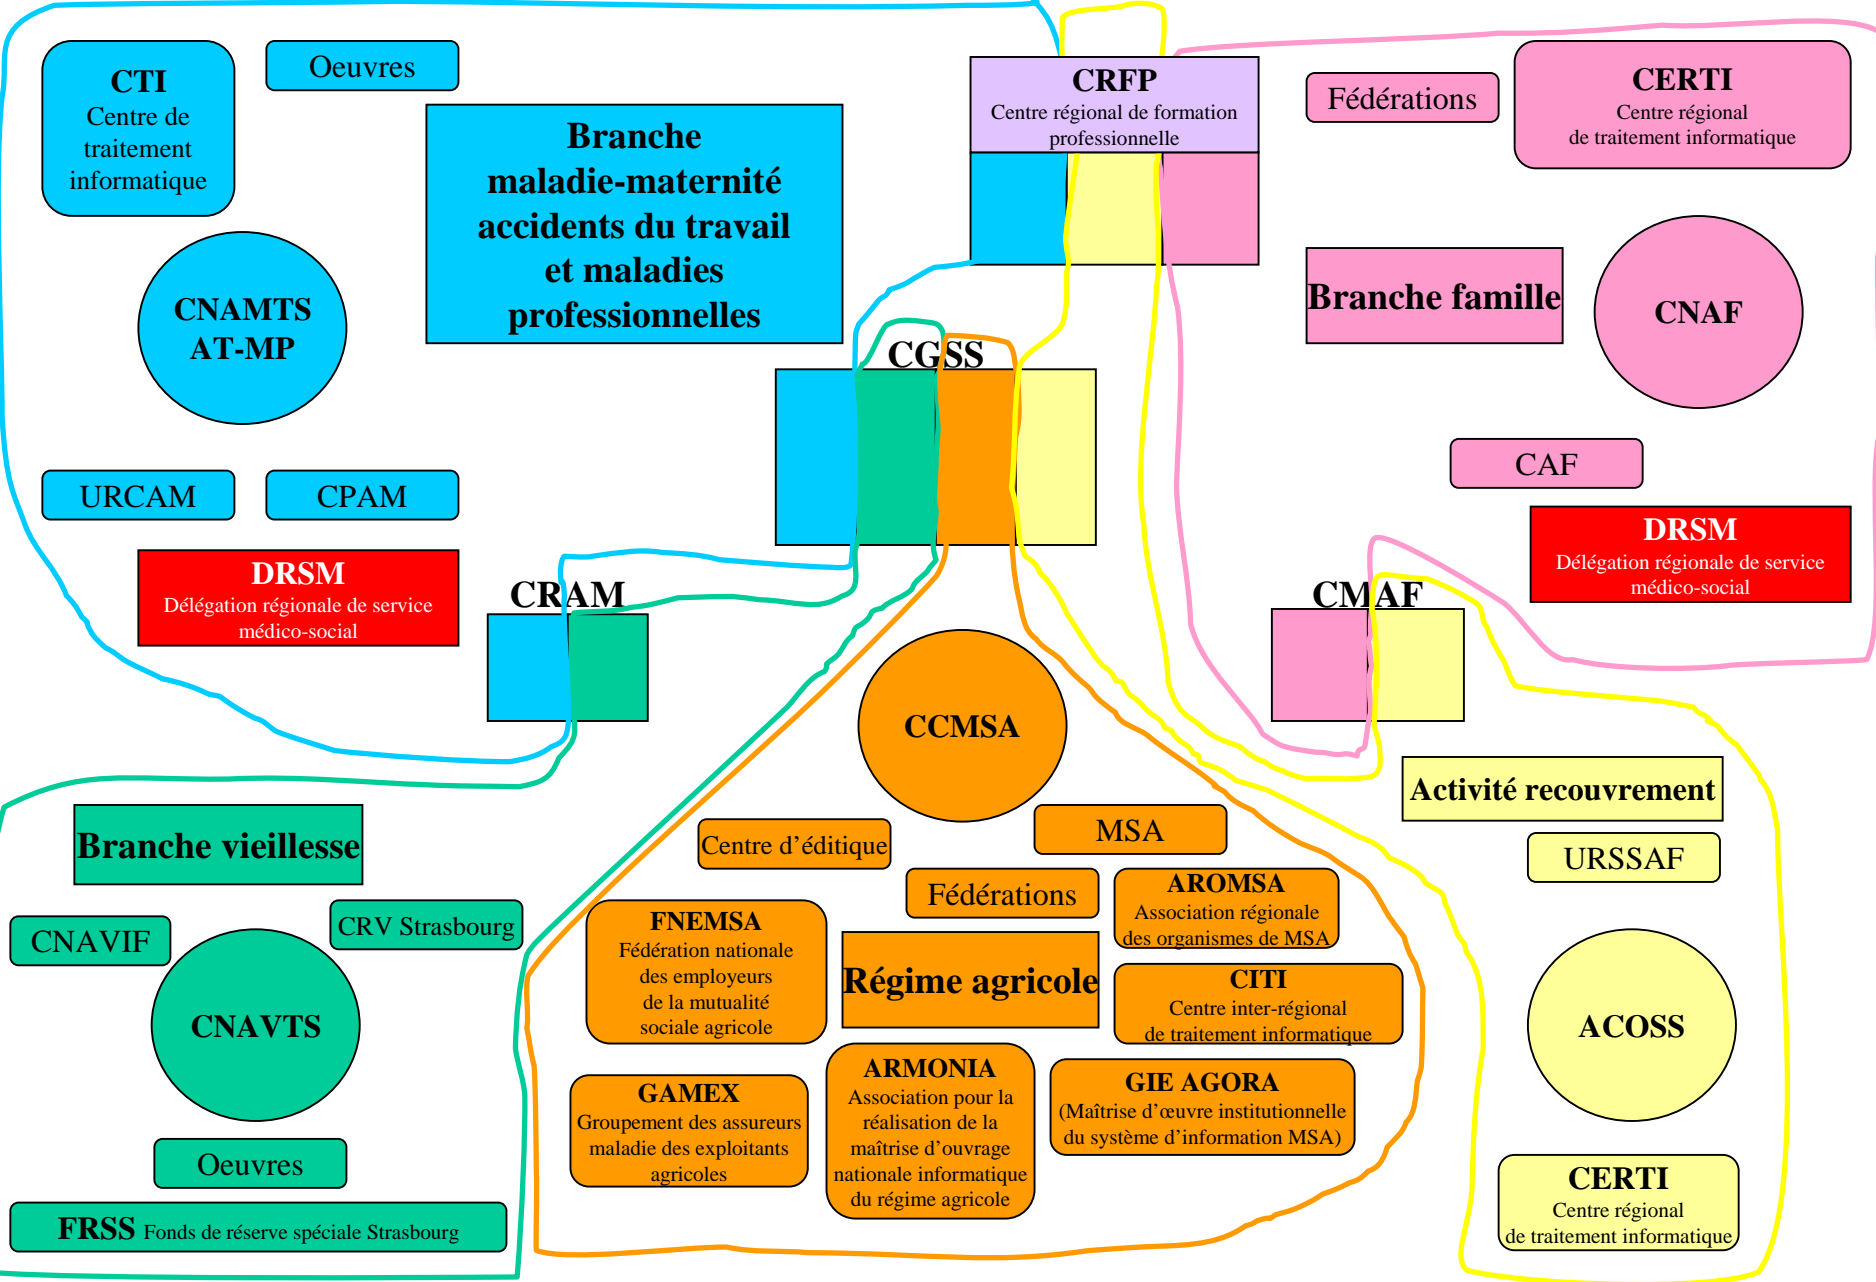 CTI
Centre de
traitement
informatique
Oeuvres
Branche
maladie-maternité
accidents du travail
et maladies
professionnelles
CNAMTS
AT-MP
URCAM
CPAM
DRSM
Délégation régionale de service
médico-social
CRAM
CGSS
CRFP
Centre régional de formation
professionnelle
Fédérations
CERTI
Centre régional
de traitement informatique
Branche famille
CNAF
CAF
DRSM
Délégation régionale de service
médico-social
CMAF
Branche vieillesse
CNAVIF
CRV Strasbourg
CNAVTS
Oeuvres
FRSS Fonds de réserve spéciale Strasbourg
CCMSA
Centre d’éditique
MSA
Fédérations
FNEMSA
Fédération nationale
des employeurs
de la mutualité
sociale agricole
Régime agricole
AROMSA
Association régionale
des organismes de MSA
CITI
Centre inter-régional
de traitement informatique
GAMEX
Groupement des assureurs
maladie des exploitants
agricoles
ARMONIA
Association pour la
réalisation de la
maîtrise d’ouvrage
nationale informatique
du régime agricole
GIE AGORA
(Maîtrise d’œuvre institutionnelle
du système d’information MSA)
Activité recouvrement
URSSAF
ACOSS
CERTI
Centre régional
de traitement informatique